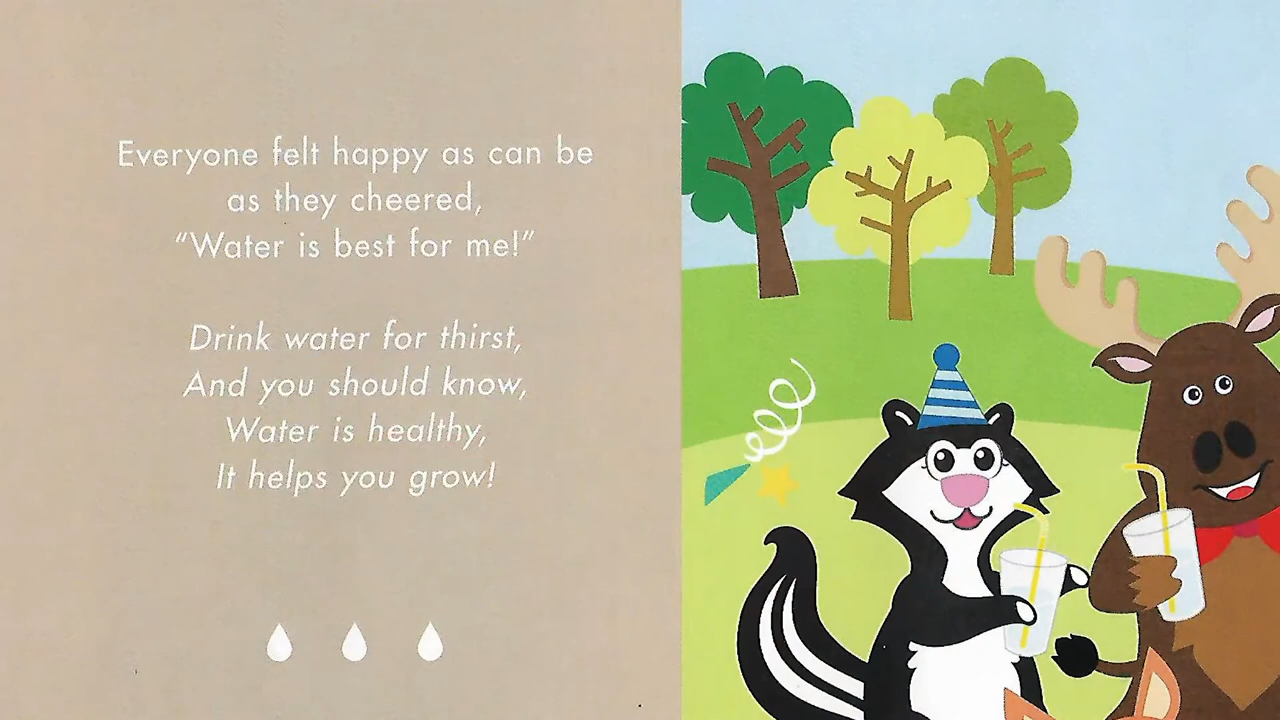 Everyone felt happy as can be
as they cheered,
“Water is best for me!”
Drink water for thirst,
And you should know,
Water is healthy,
It helps you grow!